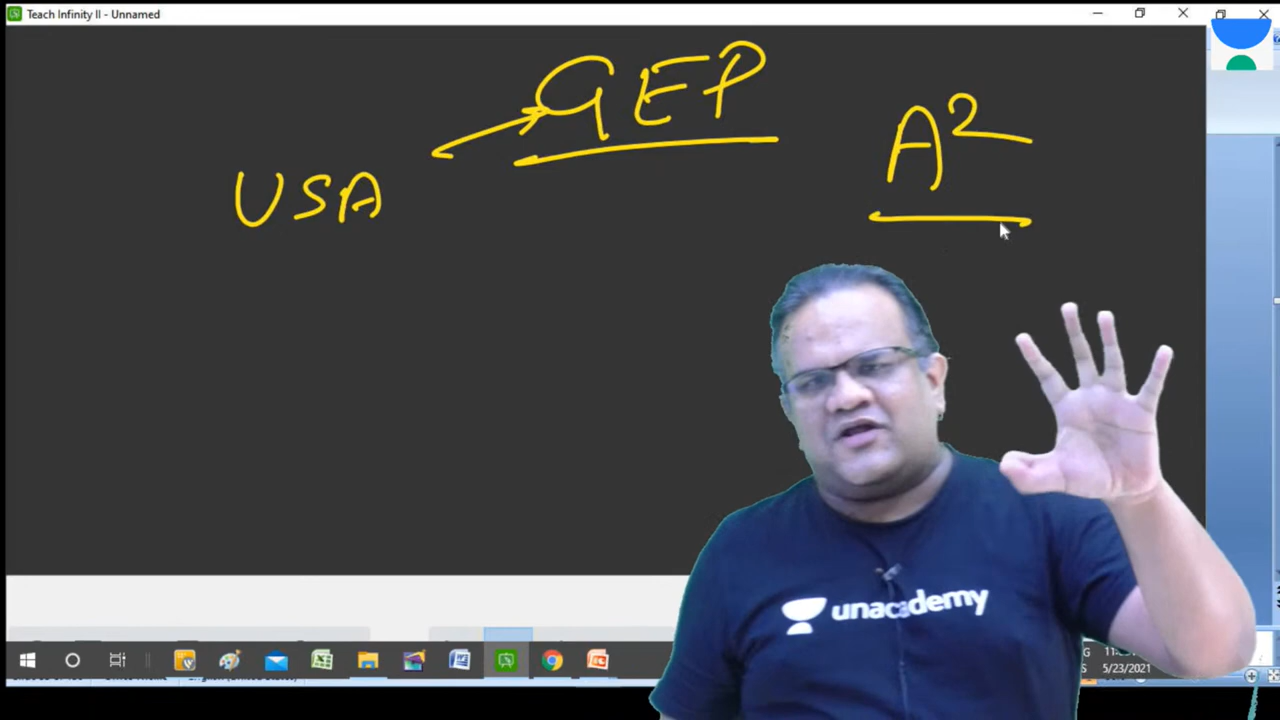 Teach Infinity II - Unnamed
GEP
A²
USA
unacademy
5/23/2021